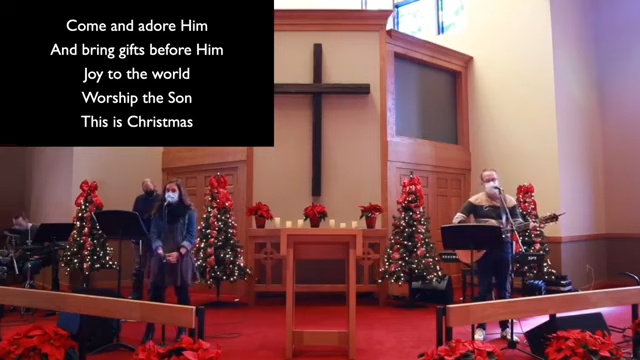 Come and adore Him
And bring gifts before Him
Joy to the world
Worship the Son
This is Christmas